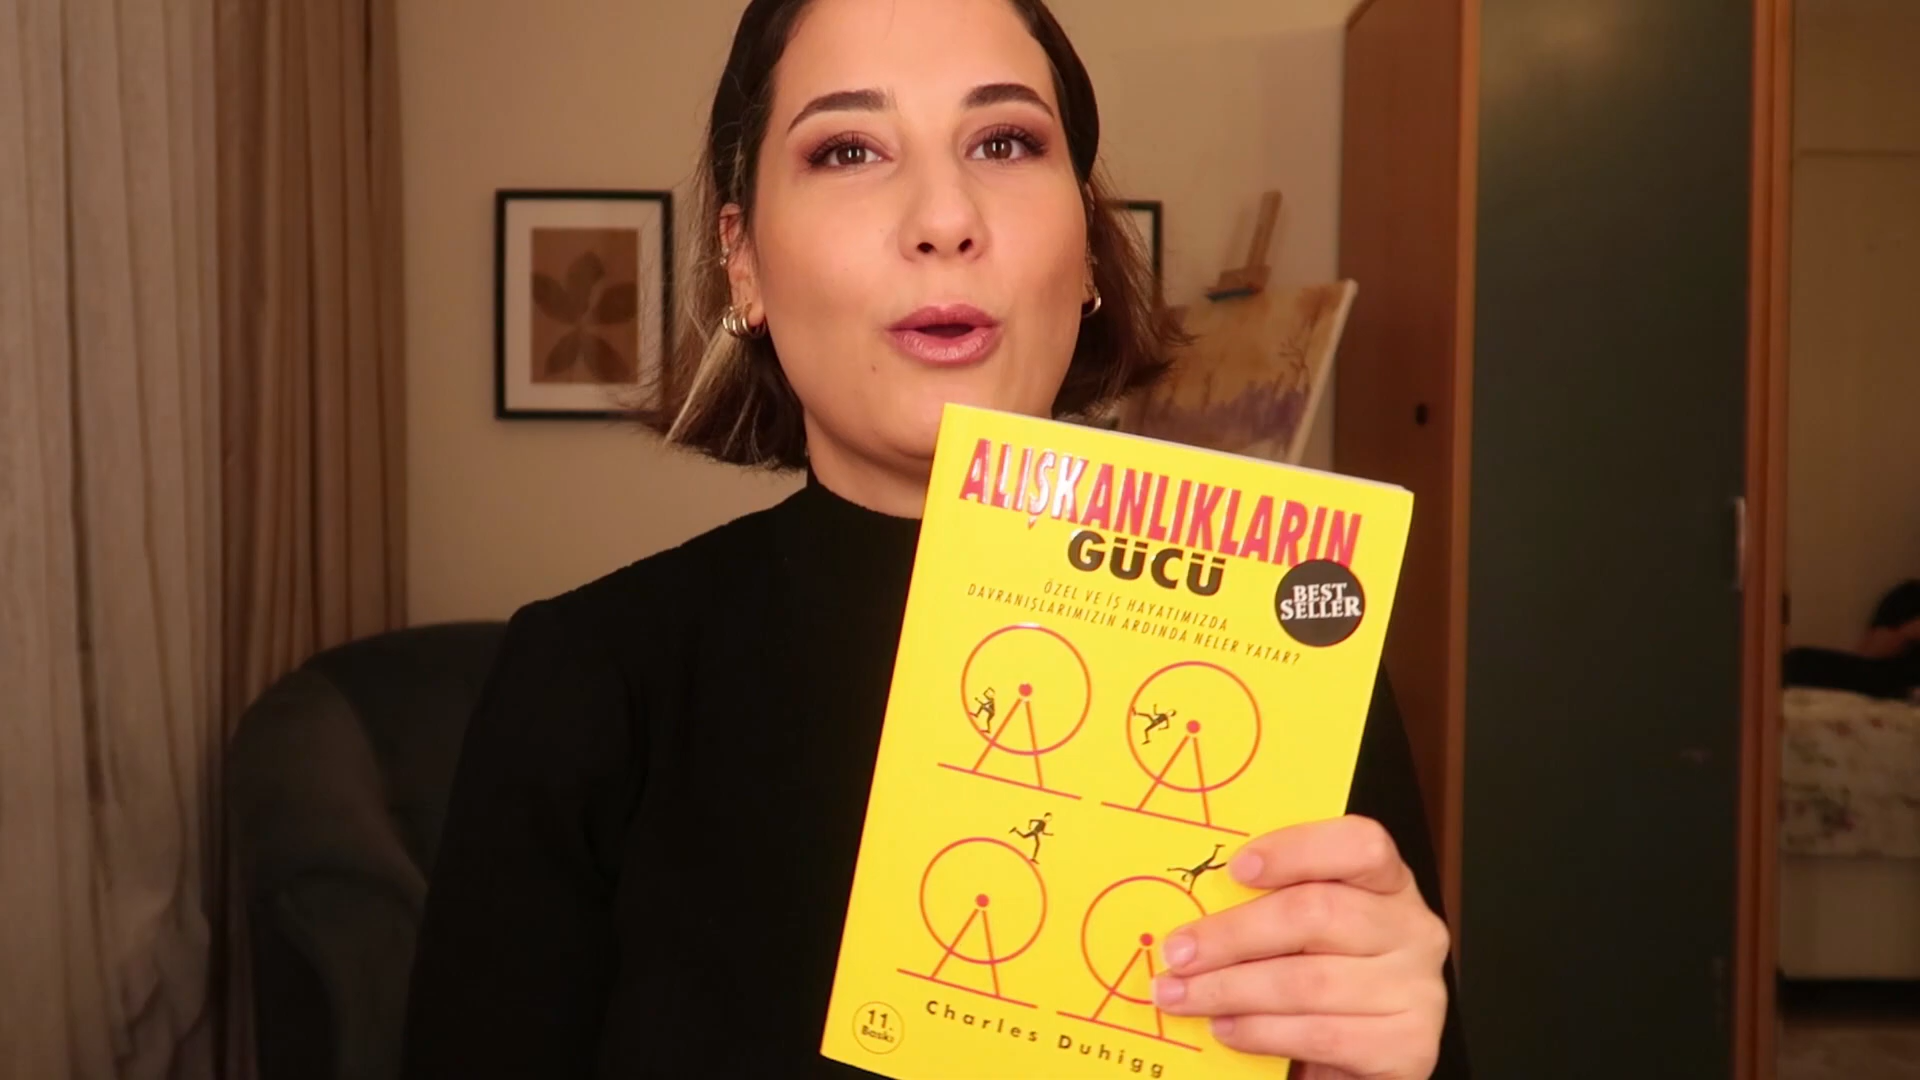 ALIŞKANLIKLARIN
GÜCÜ
BEST
SELLER
ÖZEL VE İŞ HAYATIMIZDA
DAVRANIŞLARIMIZIN ARDINDA NELER YATAR?
11.
Baskı
Charles Duhigg